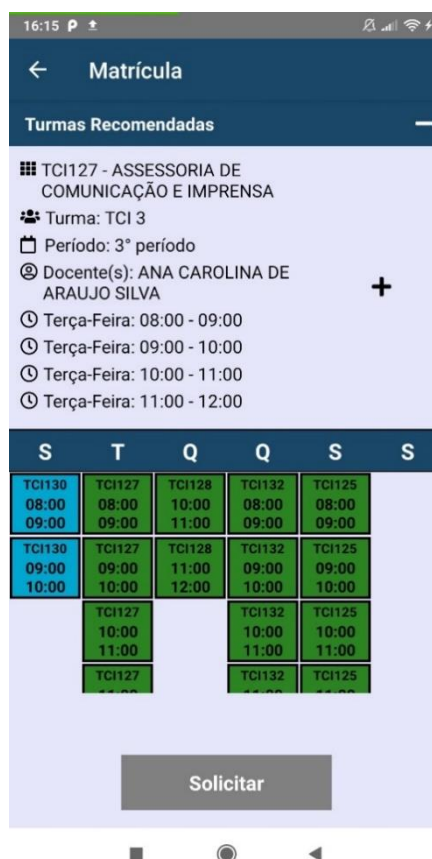 16:15
Matrícula
Turmas Recomendadas
TCI127 - ASSESSORIA DE
COMUNICAÇÃO E IMPRENSA
Turma: TCI 3
Período: 3° período
Docente(s): ANA CAROLINA DE
ARAUJO SILVA
Terça-Feira: 08:00 - 09:00
Terça-Feira: 09:00 - 10:00
Terça-Feira: 10:00 - 11:00
Terça-Feira: 11:00 - 12:00
S T Q Q S S
TCI130 TCI127 TCI128 TCI132 TCI125
08:00 08:00 10:00 08:00 08:00
09:00 09:00 11:00 09:00 09:00
TCI130 TCI127 TCI128 TCI132 TCI125
09:00 09:00 11:00 09:00 09:00
10:00 10:00 12:00 10:00 10:00
TCI127 TCI132 TCI125
10:00 10:00 10:00
11:00 11:00 11:00
TCI127 TCI132 TCI125
Solicitar